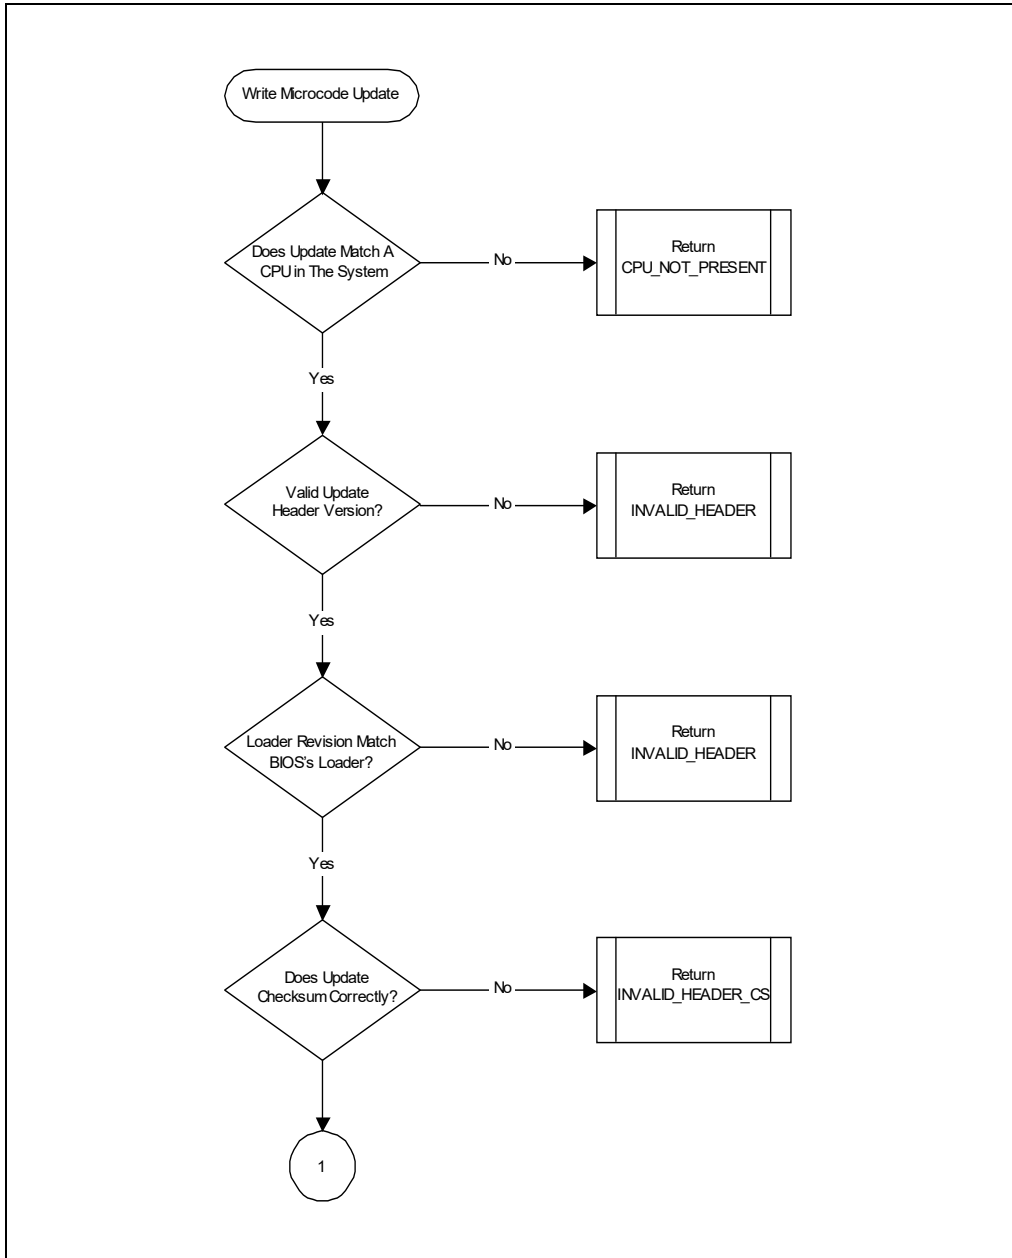 Write Microcode Update
Does Update Match A
CPU in The System
No
Return
CPU_NOT_PRESENT
Yes
Valid Update
Header Version?
No
Return
INVALID_HEADER
Yes
Loader Revision Match
BIOS's Loader?
No
Return
INVALID_HEADER
Yes
Does Update
Checksum Correctly?
No
Return
INVALID_HEADER_CS
1